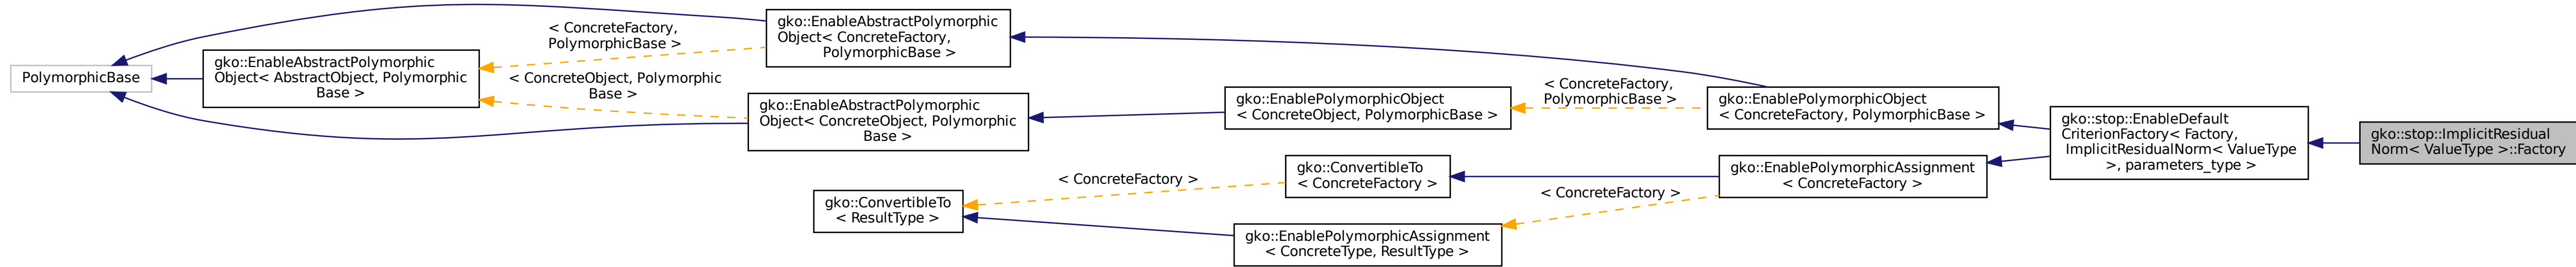 PolymorphicBase
gko::EnableAbstractPolymorphic
Object< AbstractObject, Polymorphic
Base >
< ConcreteFactory,
PolymorphicBase >
< ConcreteObject, Polymorphic
Base >
gko::EnableAbstractPolymorphic
Object< ConcreteFactory,
PolymorphicBase >
gko::EnableAbstractPolymorphic
Object< ConcreteObject, Polymorphic
Base >
gko::ConvertibleTo
< ResultType >
< ConcreteFactory >
gko::EnablePolymorphicObject
< ConcreteObject, PolymorphicBase >
gko::ConvertibleTo
< ConcreteFactory >
gko::EnablePolymorphicAssignment
< ConcreteType, ResultType >
< ConcreteFactory,
PolymorphicBase >
< ConcreteFactory >
gko::EnablePolymorphicObject
< ConcreteFactory, PolymorphicBase >
gko::EnablePolymorphicAssignment
< ConcreteFactory >
gko::stop::EnableDefault
CriterionFactory< Factory,
ImplicitResidualNorm< ValueType
>, parameters_type >
gko::stop::ImplicitResidual
Norm< ValueType >::Factory